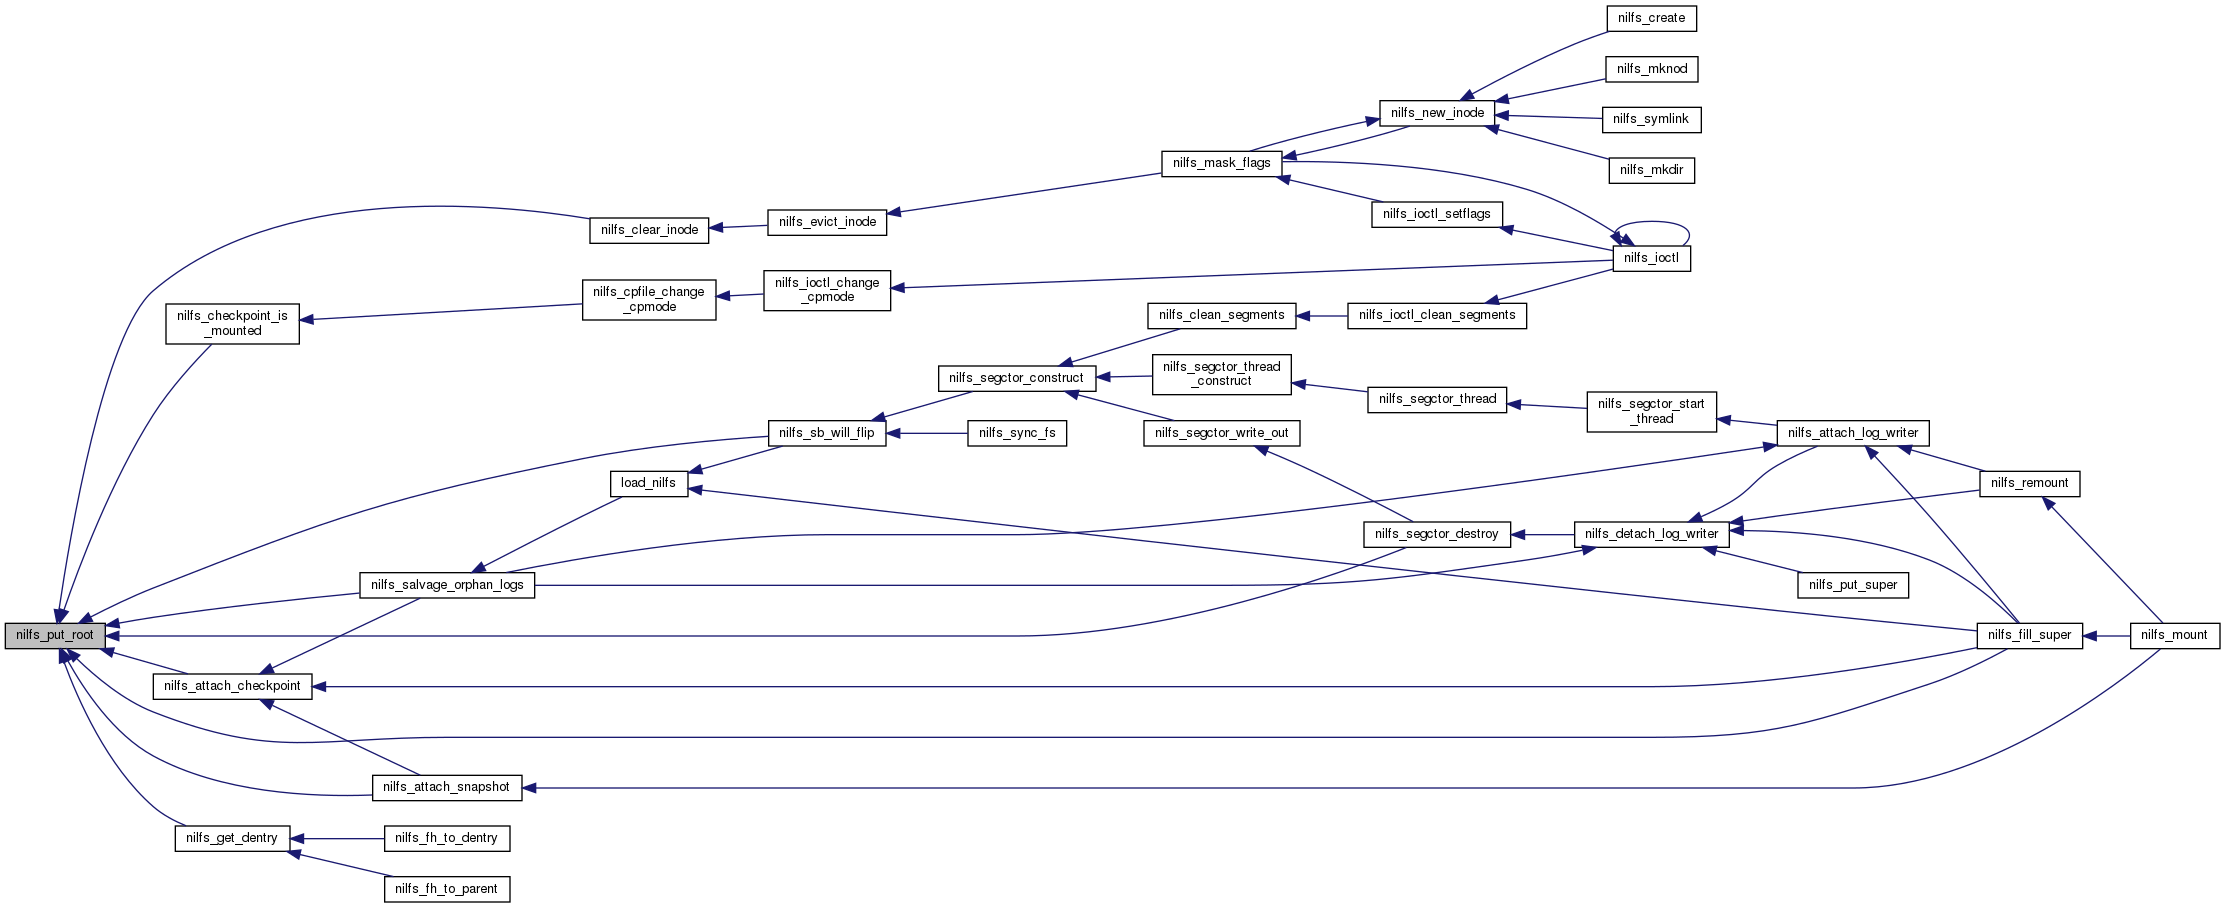 nilfs_create
nilfs_mknod
nilfs_new_inode
nilfs_symlink
nilfs_mask_flags
nilfs_mkdir
nilfs_ioctl_setflags
nilfs_evict_inode
nilfs_clear_inode
nilfs_ioctl
nilfs_ioctl_change
_cpmode
nilfs_cpfile_change
_cpmode
nilfs_checkpoint_is
_mounted
nilfs_clean_segments
nilfs_ioctl_clean_segments
nilfs_segctor_thread
_construct
nilfs_segctor_construct
nilfs_segctor_thread
nilfs_segctor_start
_thread
nilfs_sb_will_flip
nilfs_sync_fs
nilfs_segctor_write_out
nilfs_attach_log_writer
load_nilfs
nilfs_remount
nilfs_segctor_destroy
nilfs_detach_log_writer
nilfs_salvage_orphan_logs
nilfs_put_super
nilfs_put_root
nilfs_fill_super
nilfs_mount
nilfs_attach_checkpoint
nilfs_attach_snapshot
nilfs_get_dentry
nilfs_fh_to_dentry
nilfs_fh_to_parent